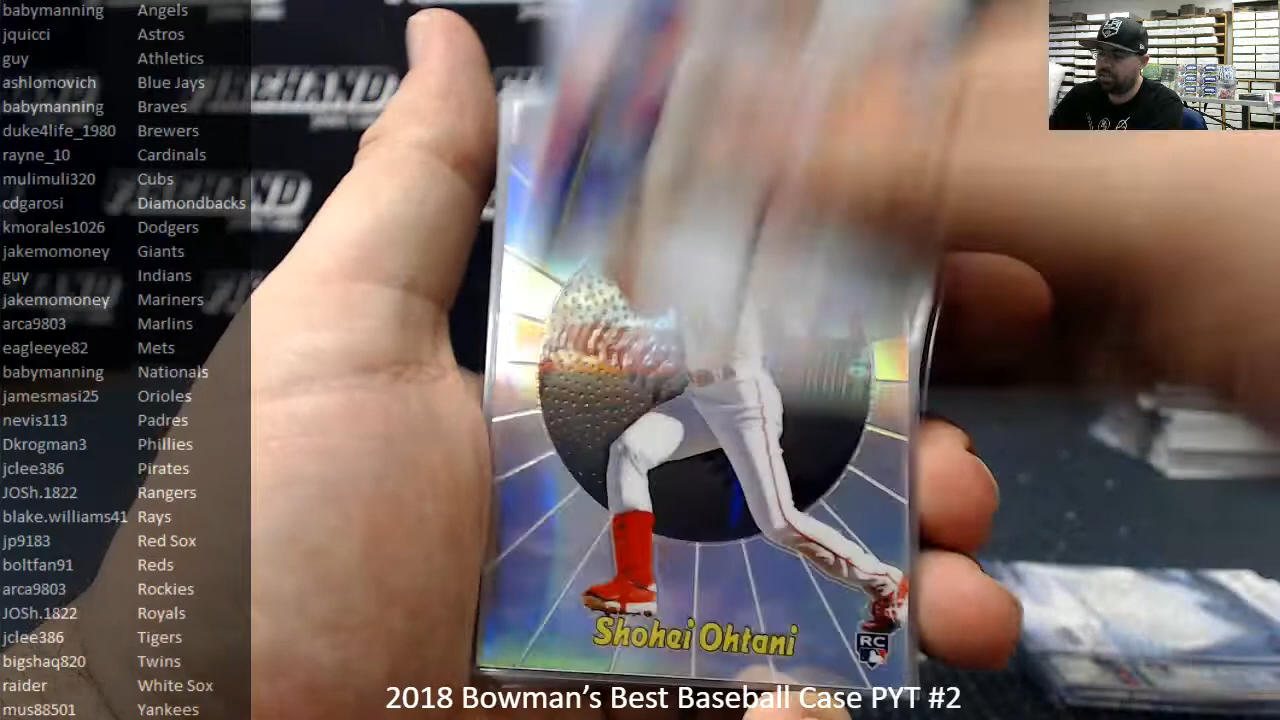 babymanning Angels
jquicci Astros
guy Athletics
ashlomovich Blue Jays
babymanning Braves
duke4life_1980 Brewers
rayne_10 Cardinals
mulimuli320 Cubs
cdgarosi Diamondbacks
kmorales1026 Dodgers
jakemomoney Giants
guy Indians
jakemomoney Mariners
arca9803 Marlins
eagleeye82 Mets
babymanning Nationals
jamesmasi25 Orioles
nevis113 Padres
Dkrogman3 Phillies
jclee386 Pirates
JOSh.1822 Rangers
blake.williams41 Rays
jp9183 Red Sox
boltfan91 Reds
arca9803 Rockies
JOSh.1822 Royals
jclee386 Tigers
bigshaq820 Twins
raider White Sox
mus88501 Yankees
Shohei Ohtani
RC
2018 Bowman's Best Baseball Case PYT #2